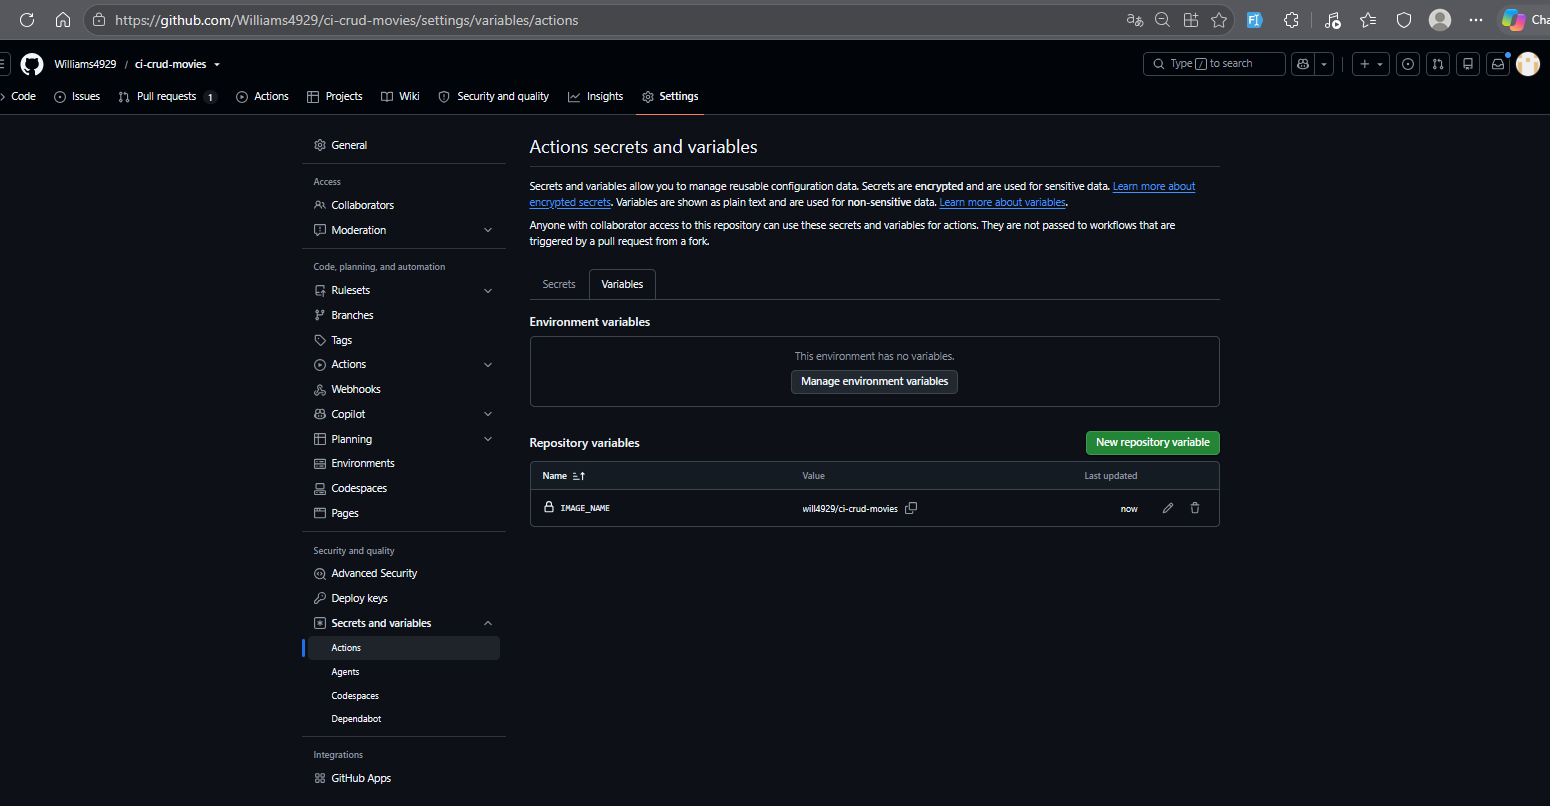 https://github.com/Williams4929/ci-crud-movies/settings/variables/actions
Cha
Williams4929 / ci-crud-movies
Type / to search
Code Issues Pull requests 1 Actions Projects Wiki Security and quality Insights Settings
General
Access
Collaborators
Moderation
Code, planning, and automation
Rulesets
Branches
Tags
Actions
Webhooks
Copilot
Planning
Environments
Codespaces
Pages
Security and quality
Advanced Security
Deploy keys
Secrets and variables
Actions
Agents
Codespaces
Dependabot
Integrations
GitHub Apps
Actions secrets and variables
Secrets and variables allow you to manage reusable configuration data. Secrets are encrypted and are used for sensitive data. Learn more about
encrypted secrets. Variables are shown as plain text and are used for non-sensitive data. Learn more about variables.
Anyone with collaborator access to this repository can use these secrets and variables for actions. They are not passed to workflows that are
triggered by a pull request from a fork.
Secrets Variables
Environment variables
This environment has no variables.
Manage environment variables
Repository variables
New repository variable
Name Value Last updated
IMAGE_NAME will4929/ci-crud-movies now